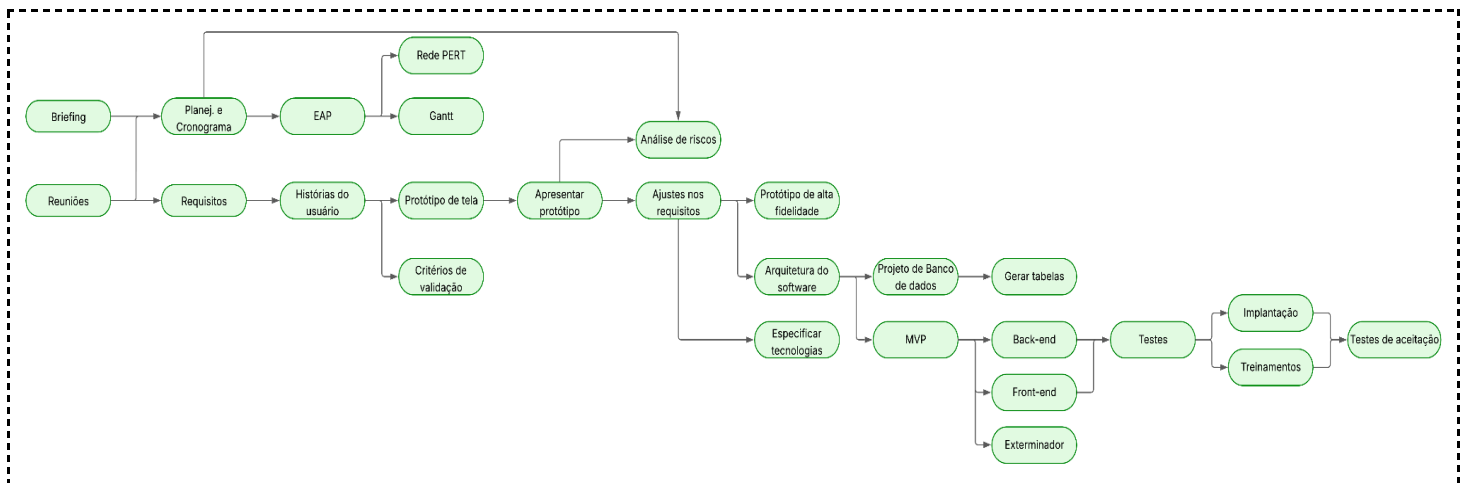 Rede PERT
Briefing
Planej. e
Cronograma
EAP
Gantt
Análise de riscos
Reuniões
Requisitos
Histórias do
usuário
Protótipo de tela
Apresentar
protótipo
Ajustes nos
requisitos
Protótipo de alta
fidelidade
Critérios de
validação
Arquitetura do
software
Projeto de Banco
de dados
Gerar tabelas
Especificar
tecnologias
MVP
Back-end
Testes
Implantação
Treinamentos
Testes de aceitação
Front-end
Exterminador